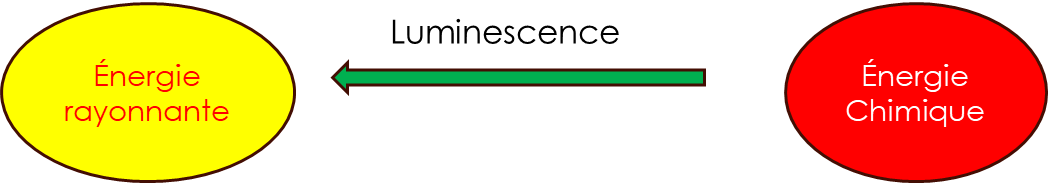 Luminescence
Énergie
rayonnante
Énergie
Chimique